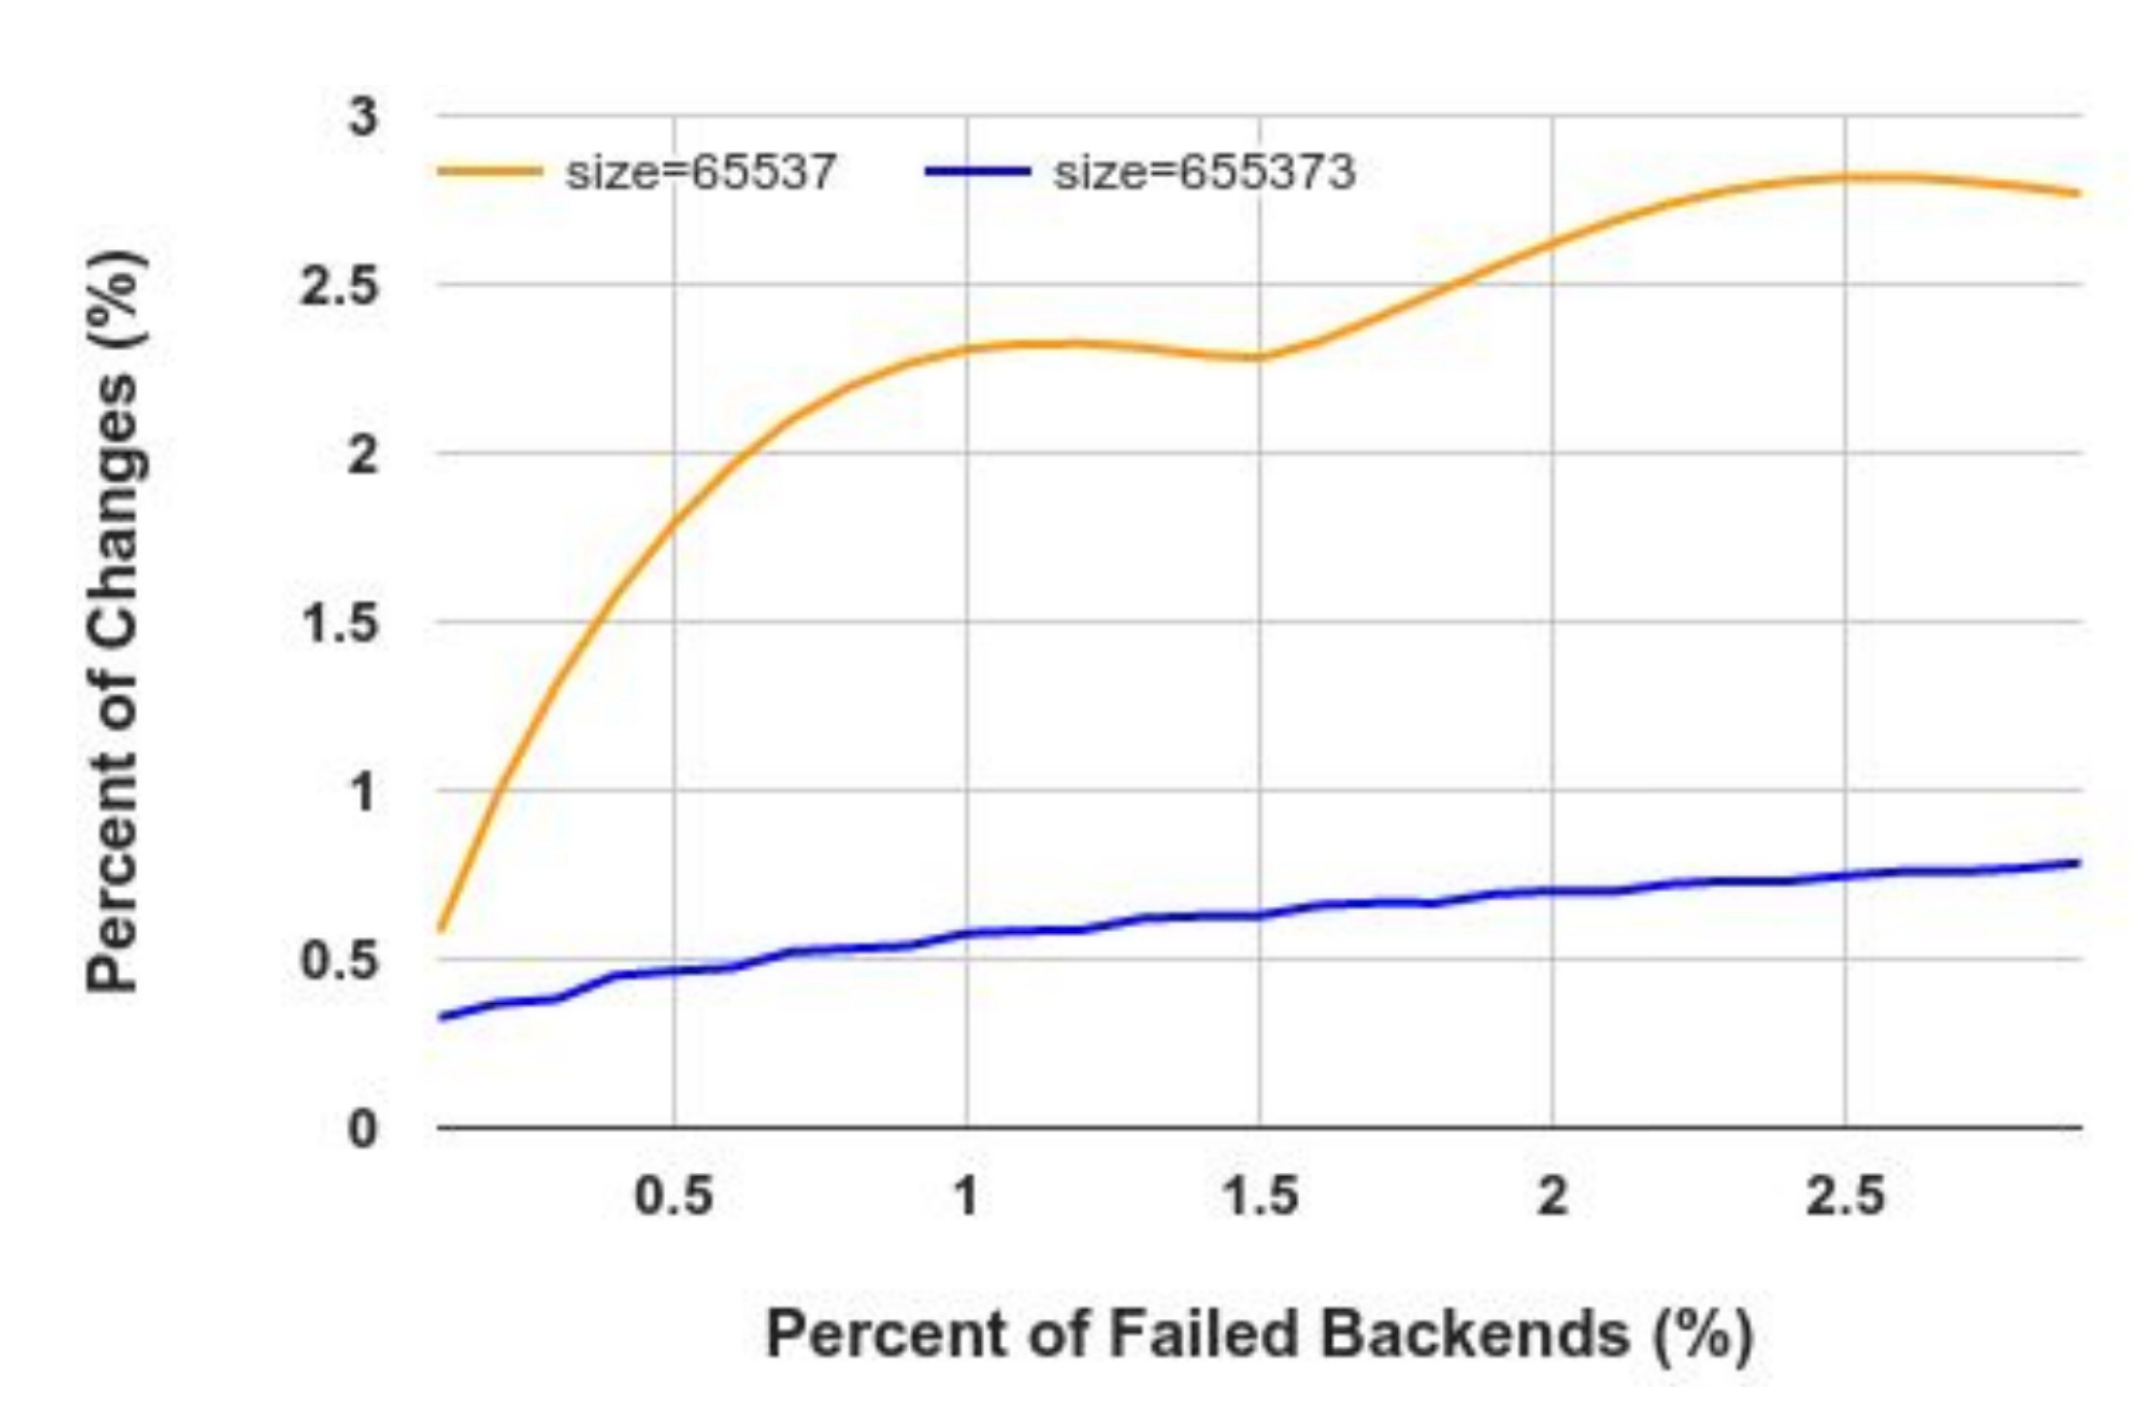 3
size=65537 size=655373
2.5
2
1.5
1
0.5
0
Percent of Changes (%)
0.5 1 1.5 2 2.5
Percent of Failed Backends (%)